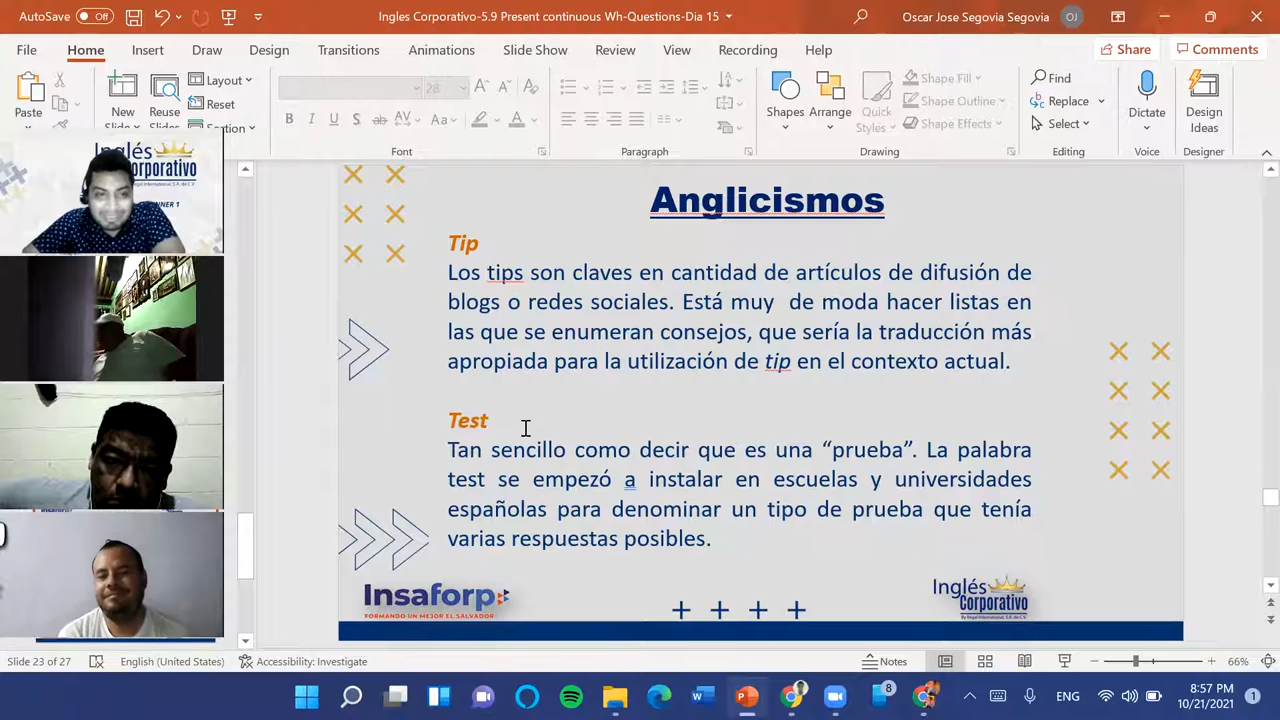 AutoSave Off Ingles Corporativo-5.9 Present continuous Wh-Questions-Dia 15 Oscar Jose Segovia Segovia OJ
File Home Insert Draw Design Transitions Animations Slide Show Review View Recording Help Share Comments
Paste New Reuse Slides Layout Reset Section 28 Shapes Arrange Quick Styles Shape Fill Shape Outline Shape Effects Find Replace Select Dictate Design Ideas
Font Paragraph Drawing Editing Voice Designer
Inglés
Corporativo
Anglicismos
Tip
Los tips son claves en cantidad de artículos de difusión de
blogs o redes sociales. Está muy de moda hacer listas en
las que se enumeran consejos, que sería la traducción más
apropiada para la utilización de tip en el contexto actual.
Test
Tan sencillo como decir que es una “prueba”. La palabra
test se empezó a instalar en escuelas y universidades
españolas para denominar un tipo de prueba que tenía
varias respuestas posibles.
Insaforp
FORMANDO UN MEJOR EL SALVADOR
Inglés
Corporativo
Slide 23 of 27 English (United States) Accessibility: Investigate Notes 66%
8 ENG 8:57 PM
10/21/2021 1